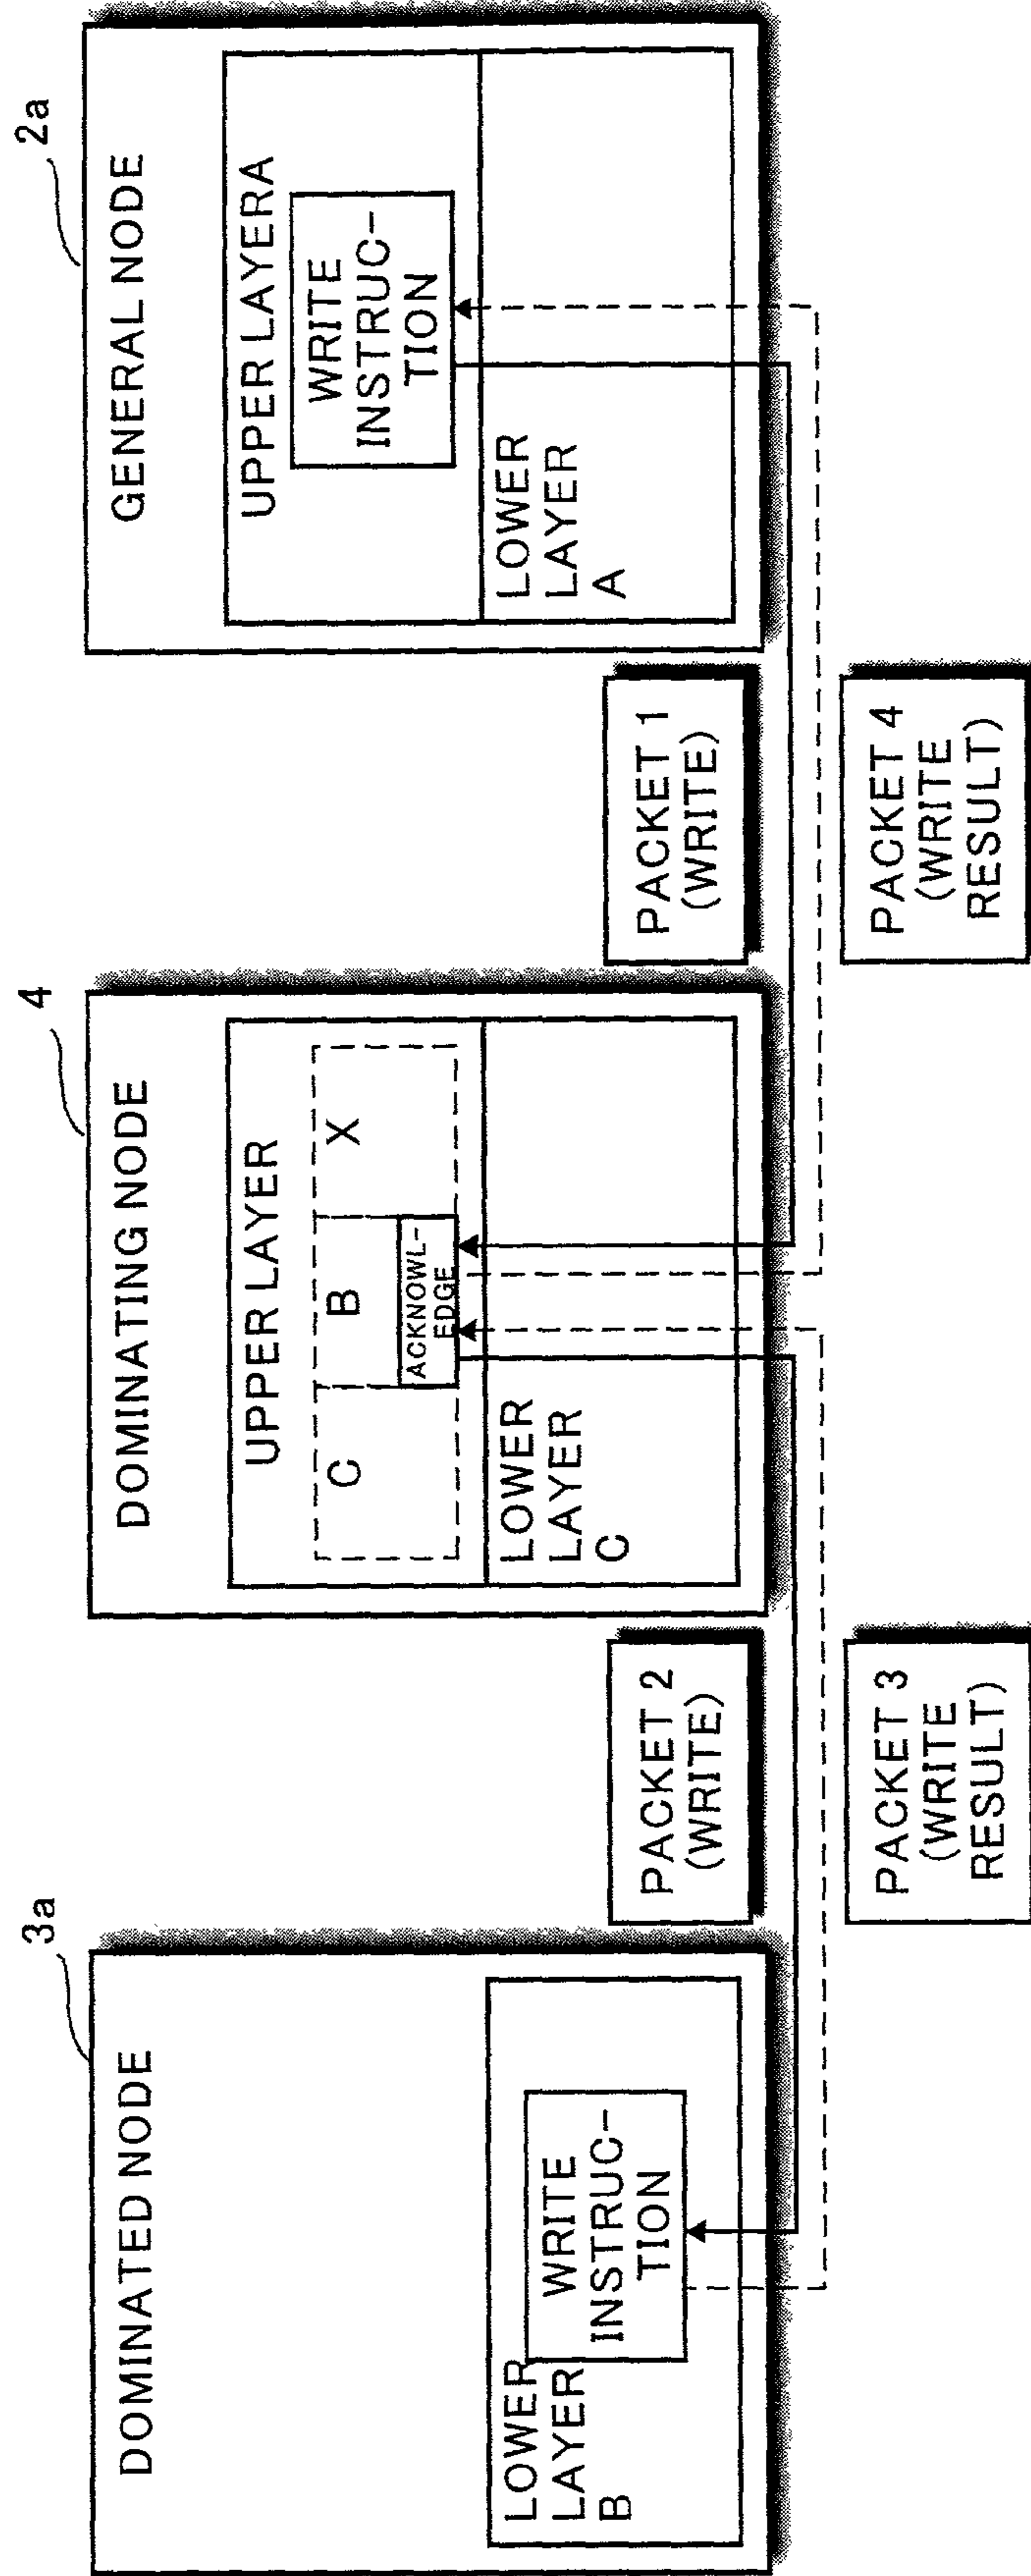 3a
DOMINATED NODE
LOWER
LAYER
B
WRITE
INSTRUC-
TION
PACKET 2
(WRITE)
PACKET 3
(WRITE
RESULT)
4
DOMINATING NODE
UPPER LAYER
C
B
X
ACKNOWL-
EDGE
LOWER
LAYER
C
PACKET 1
(WRITE)
PACKET 4
(WRITE
RESULT)
2a
GENERAL NODE
UPPER LAYERA
WRITE
INSTRUC-
TION
LOWER
LAYER
A